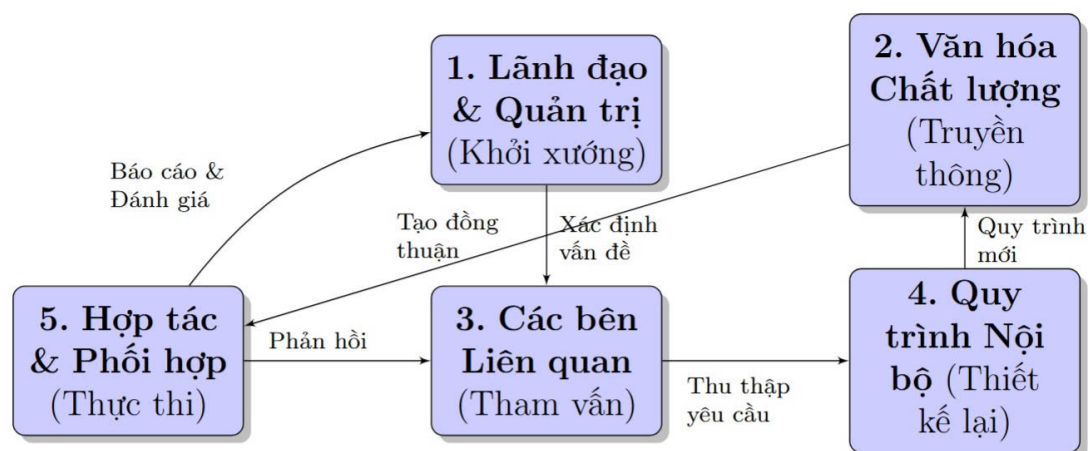 1. Lãnh đạo
& Quản trị
(Khởi xướng)
2. Văn hóa
Chất lượng
(Truyền
thông)
Báo cáo &
Đánh giá
Tạo đồng
thuận
Xác định
vấn đề
Quy trình
mới
5. Hợp tác
& Phối hợp
(Thực thi)
Phản hồi
3. Các bên
Liên quan
(Tham vấn)
Thu thập
yêu cầu
4. Quy
trình Nội
bộ (Thiết
kế lại)